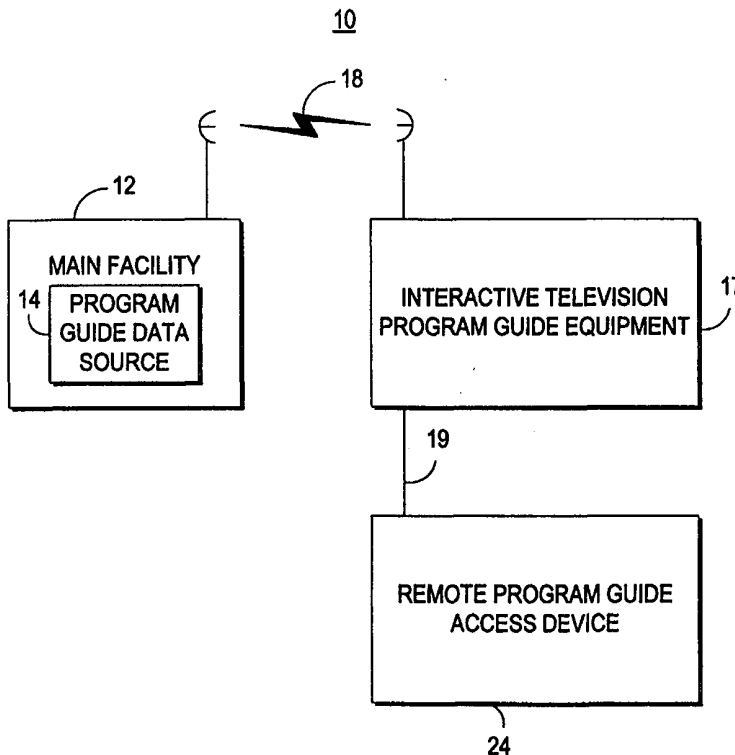 10
18
12
MAIN FACILITY
14
PROGRAM
GUIDE DATA
SOURCE
INTERACTIVE TELEVISION
PROGRAM GUIDE EQUIPMENT
17
19
REMOTE PROGRAM GUIDE
ACCESS DEVICE
24